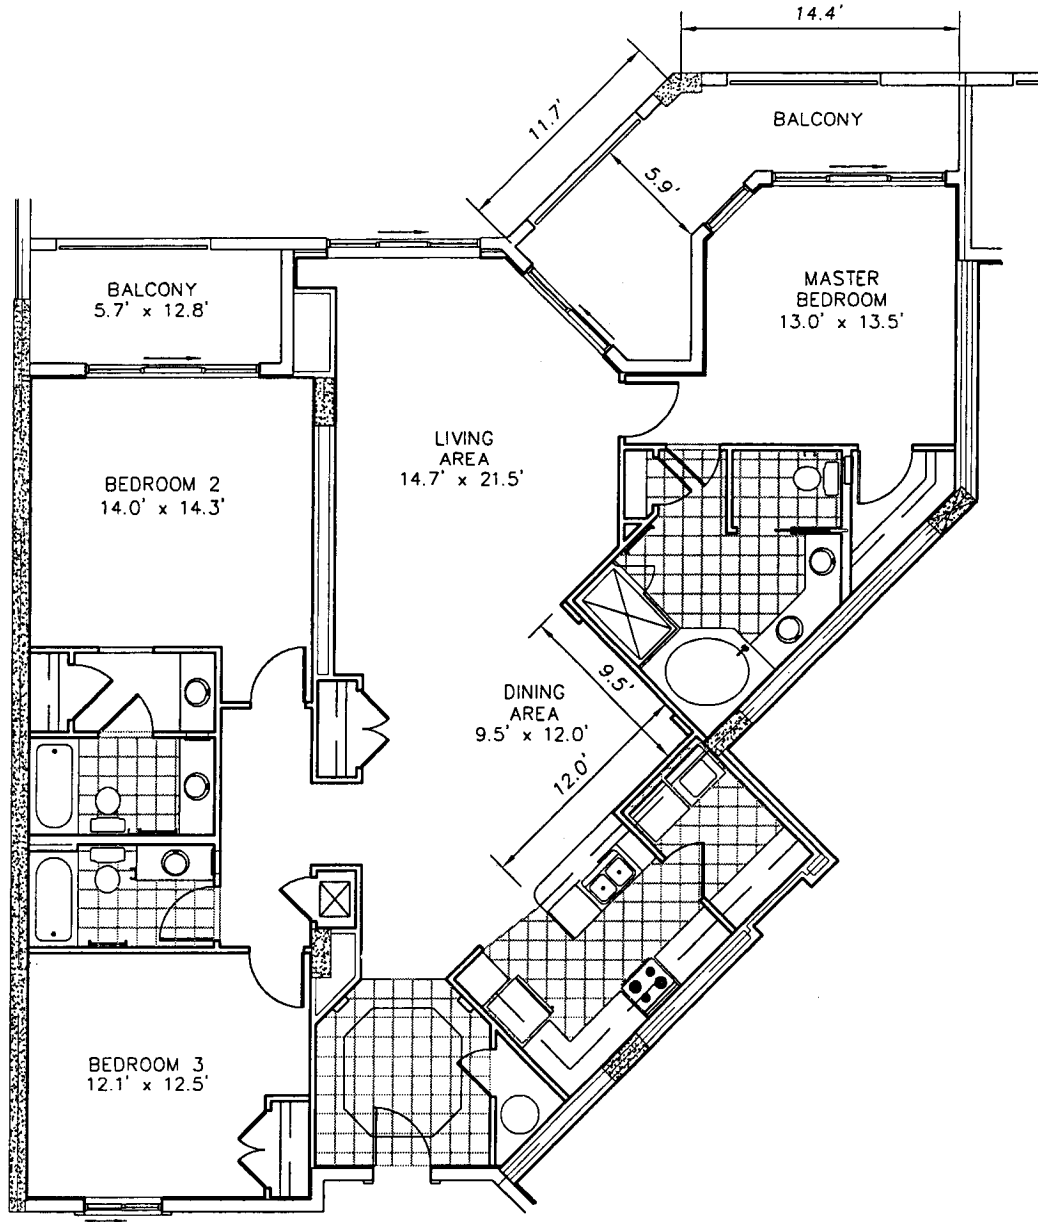 14.4'
11.7'
BALCONY
5.9'
BALCONY
5.7' x 12.8'
MASTER
BEDROOM
13.0' x 13.5'
LIVING
AREA
14.7' x 21.5'
BEDROOM 2
14.0' x 14.3'
9.5'
DINING
AREA
9.5' x 12.0'
12.0'
BEDROOM 3
12.1' x 12.5'